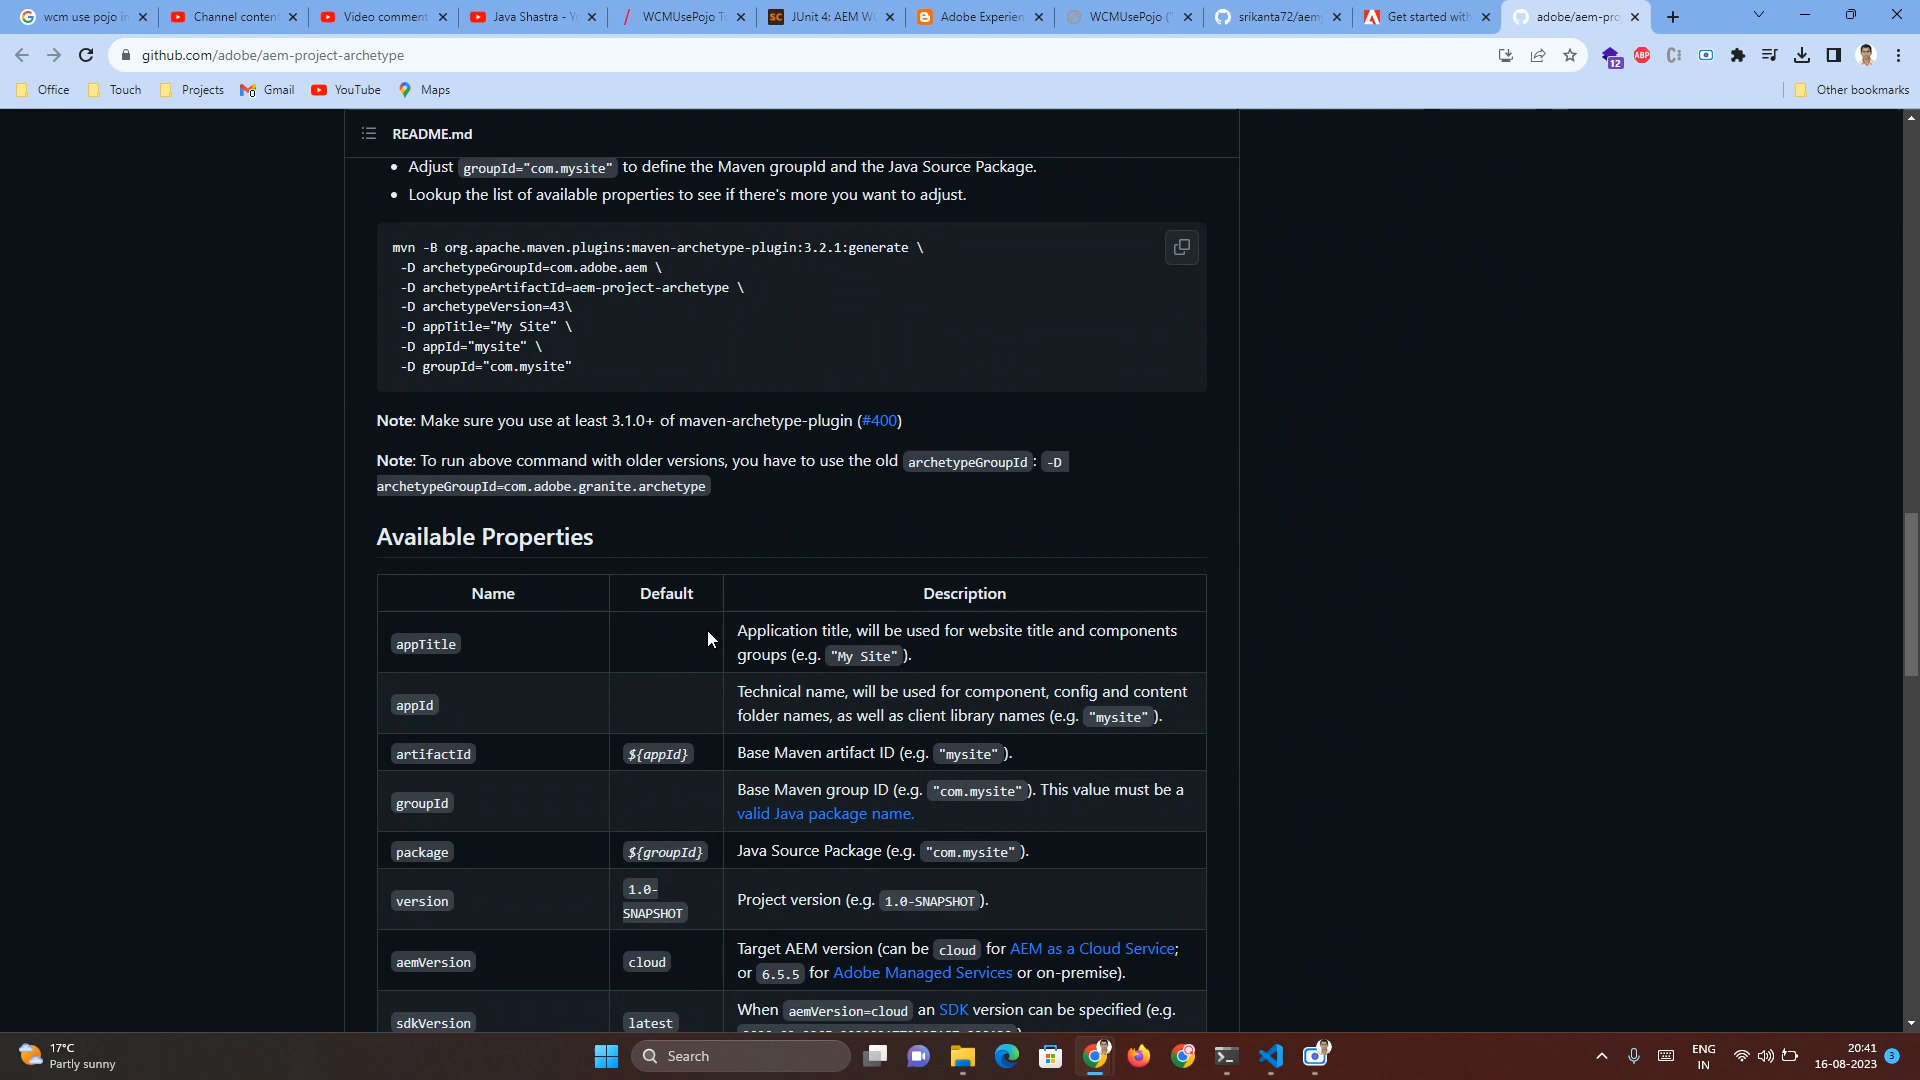 wcm use pojo in
Channel conten
Video comment
Java Shastra - Yo
WCMUsePojo To
JUnit 4: AEM WC
Adobe Experien
WCMUsePojo ("
srikanta72/aemy
Get started with
adobe/aem-pro
github.com/adobe/aem-project-archetype
12
ABP
Office
Touch
Projects
Gmail
YouTube
Maps
Other bookmarks
README.md
Adjust groupId="com.mysite" to define the Maven groupId and the Java Source Package.
Lookup the list of available properties to see if there's more you want to adjust.
mvn -B org.apache.maven.plugins:maven-archetype-plugin:3.2.1:generate \
-D archetypeGroupId=com.adobe.aem \
-D archetypeArtifactId=aem-project-archetype \
-D archetypeVersion=43\
-D appTitle="My Site" \
-D appId="mysite" \
-D groupId="com.mysite"
Note: Make sure you use at least 3.1.0+ of maven-archetype-plugin (#400)
Note: To run above command with older versions, you have to use the old archetypeGroupId: -D
archetypeGroupId=com.adobe.granite.archetype
Available Properties
Name Default Description
appTitle
Application title, will be used for website title and components
groups (e.g. "My Site").
appId
Technical name, will be used for component, config and content
folder names, as well as client library names (e.g. "mysite").
artifactId ${appId} Base Maven artifact ID (e.g. "mysite").
groupId
Base Maven group ID (e.g. "com.mysite"). This value must be a
valid Java package name.
package ${groupId} Java Source Package (e.g. "com.mysite").
version
1.0-
SNAPSHOT
Project version (e.g. 1.0-SNAPSHOT).
aemVersion cloud
Target AEM version (can be cloud for AEM as a Cloud Service;
or 6.5.5 for Adobe Managed Services or on-premise).
sdkVersion latest
When aemVersion=cloud an SDK version can be specified (e.g.
17°C
Partly sunny
Search
ENG
IN
20:41
16-08-2023
3